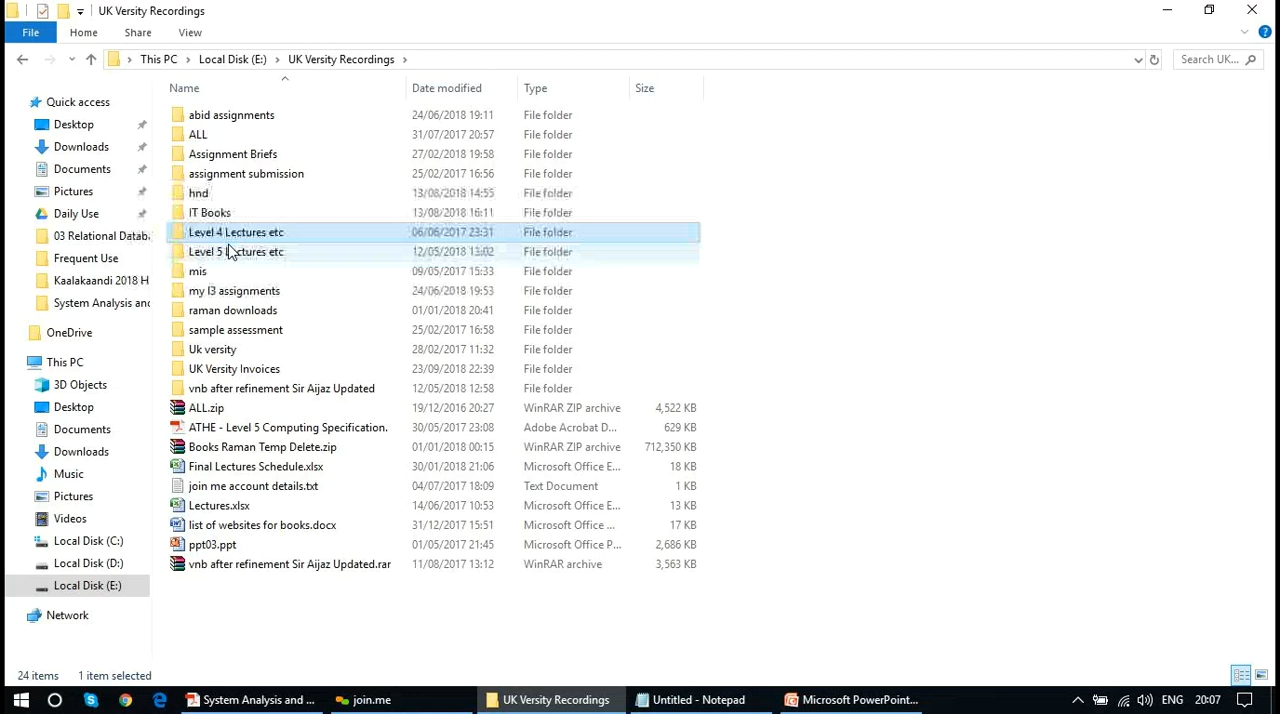 UK Versity Recordings
File Home Share View
This PC Local Disk (E:) UK Versity Recordings Search UK...
Name Date modified Type Size
Quick access
Desktop
Downloads
Documents
Pictures
Daily Use
03 Relational Datab
Frequent Use
Kaalakaandi 2018 H
System Analysis and
OneDrive
This PC
3D Objects
Desktop
Documents
Downloads
Music
Pictures
Videos
Local Disk (C:)
Local Disk (D:)
Local Disk (E:)
Network
abid assignments 24/06/2018 19:11 File folder
ALL 31/07/2017 20:57 File folder
Assignment Briefs 27/02/2018 19:58 File folder
assignment submission 25/02/2017 16:56 File folder
hnd 13/08/2018 14:55 File folder
IT Books 13/08/2018 16:11 File folder
Level 4 Lectures etc 06/06/2017 23:31 File folder
Level 5 Lectures etc 12/05/2018 13:02 File folder
mis 09/05/2017 15:33 File folder
my l3 assignments 24/06/2018 19:53 File folder
raman downloads 01/01/2018 20:41 File folder
sample assessment 25/02/2017 16:58 File folder
Uk versity 28/02/2017 11:32 File folder
UK Versity Invoices 23/09/2018 22:39 File folder
vnb after refinement Sir Aijaz Updated 12/05/2018 12:58 File folder
ALL.zip 19/12/2016 20:27 WinRAR ZIP archive 4,522 KB
ATHE - Level 5 Computing Specification. 30/05/2017 23:08 Adobe Acrobat D... 629 KB
Books Raman Temp Delete.zip 01/01/2018 00:15 WinRAR ZIP archive 712,350 KB
Final Lectures Schedule.xlsx 30/01/2018 21:06 Microsoft Office E... 18 KB
join me account details.txt 04/07/2017 18:09 Text Document 1 KB
Lectures.xlsx 14/06/2017 10:53 Microsoft Office E... 13 KB
list of websites for books.docx 31/12/2017 15:51 Microsoft Office ... 17 KB
ppt03.ppt 01/05/2017 21:45 Microsoft Office P... 2,686 KB
vnb after refinement Sir Aijaz Updated.rar 11/08/2017 13:12 WinRAR archive 3,563 KB
24 items 1 item selected
System Analysis and ... join.me UK Versity Recordings Untitled - Notepad Microsoft PowerPoint... ENG 20:07